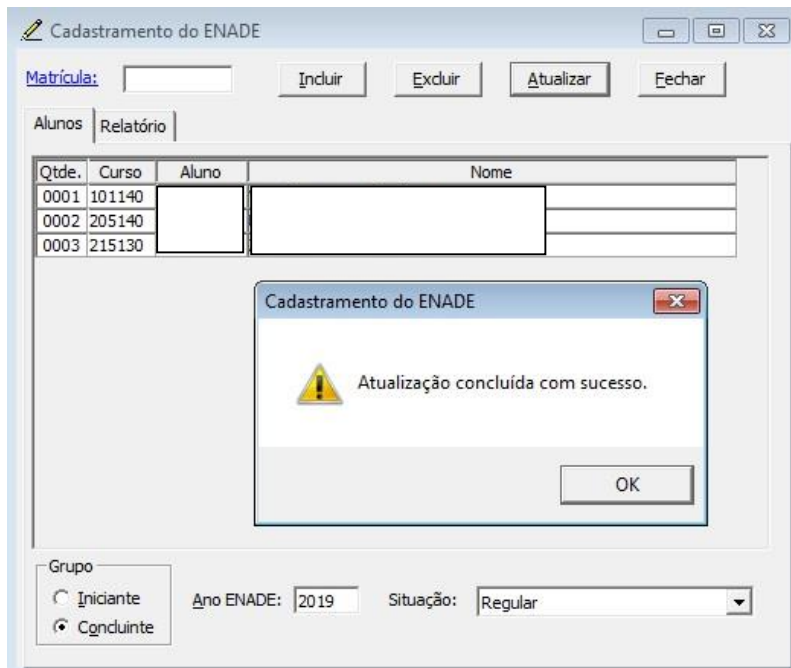 Cadastramento do ENADE
Matrícula: Incluir Excluir Atualizar Fechar
Alunos Relatório
Qtde. Curso Aluno Nome
0001 101140
0002 205140
0003 215130
Cadastramento do ENADE
Atualização concluída com sucesso.
OK
Grupo
Iniciante
Concluinte
Ano ENADE: 2019 Situação: Regular